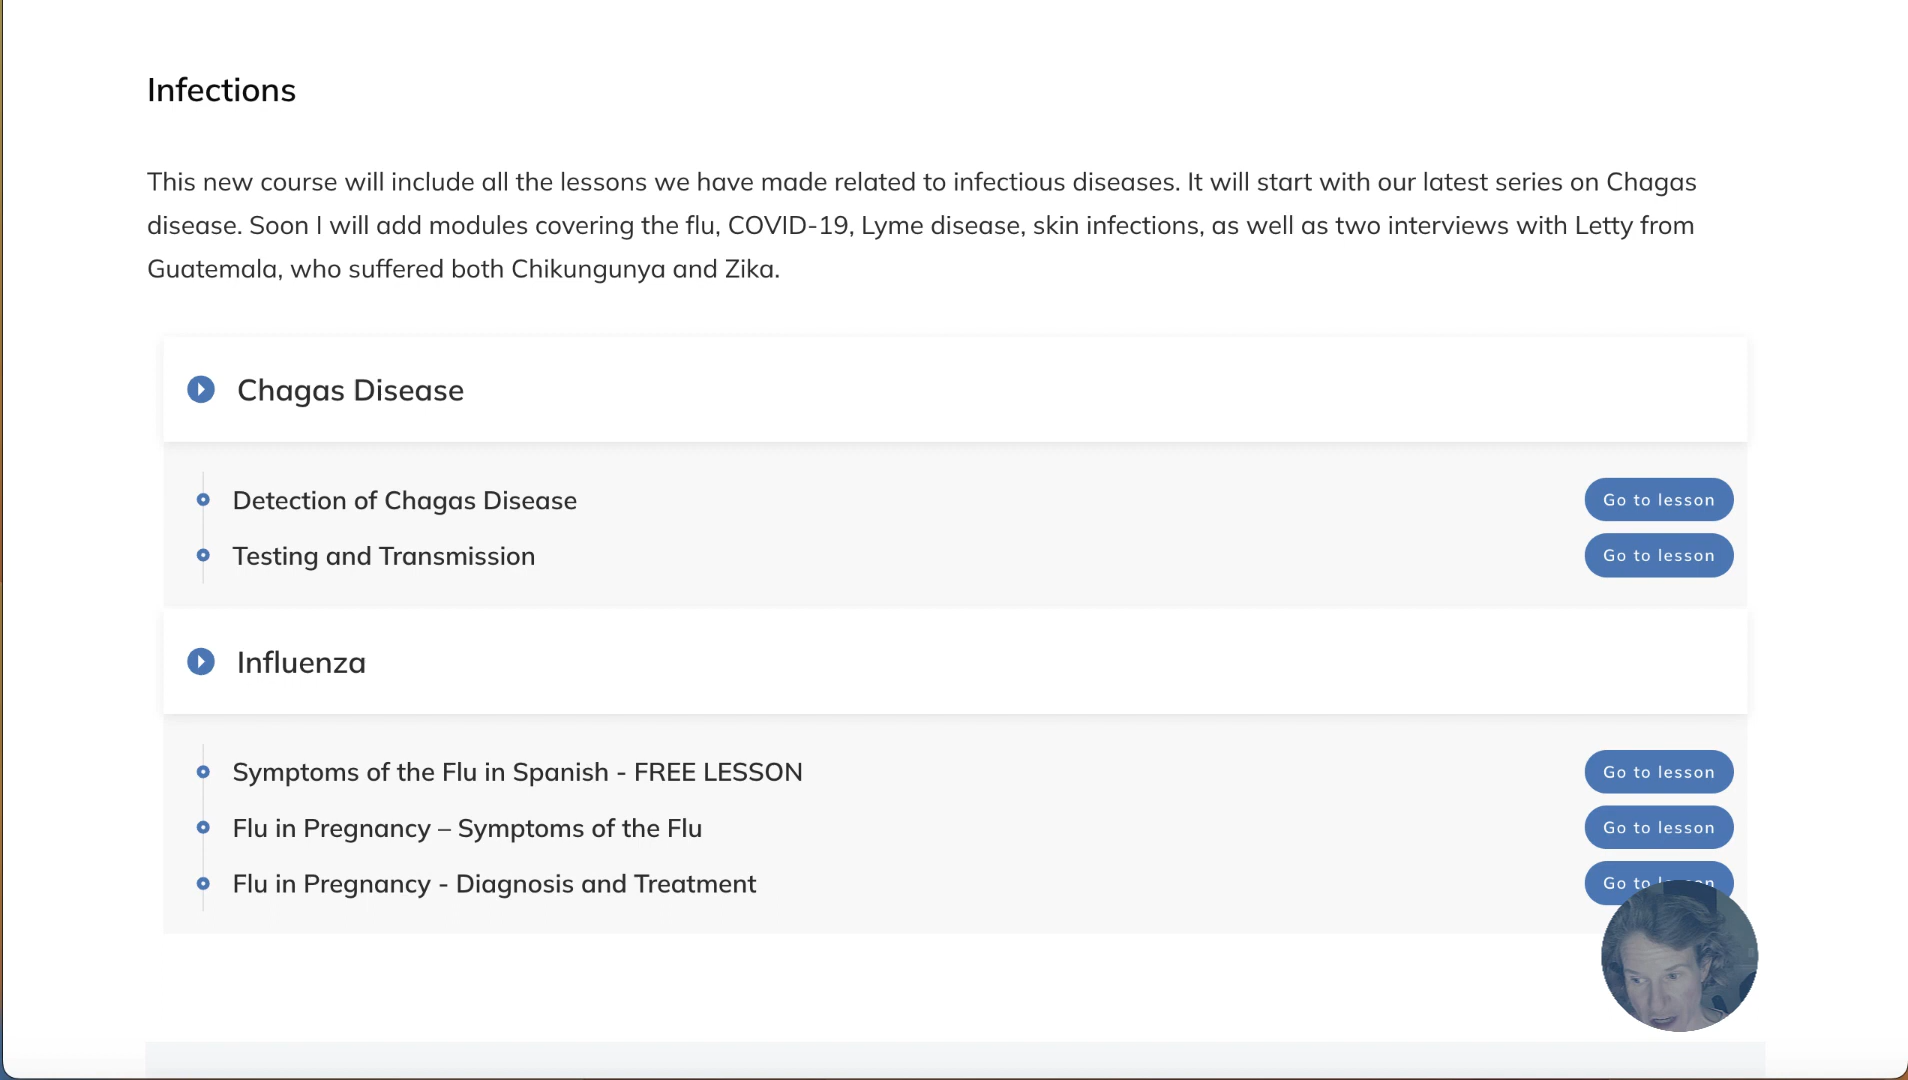 Infections
This new course will include all the lessons we have made related to infectious diseases. It will start with our latest series on Chagas
disease. Soon I will add modules covering the flu, COVID-19, Lyme disease, skin infections, as well as two interviews with Letty from
Guatemala, who suffered both Chikungunya and Zika.
Chagas Disease
Detection of Chagas Disease
Go to lesson
Testing and Transmission
Go to lesson
Influenza
Symptoms of the Flu in Spanish - FREE LESSON
Go to lesson
Flu in Pregnancy – Symptoms of the Flu
Go to lesson
Flu in Pregnancy - Diagnosis and Treatment
Go to